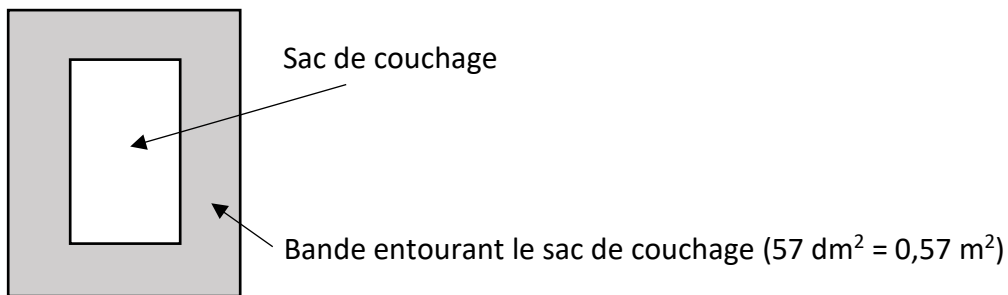 Sac de couchage
Bande entourant le sac de couchage (57 dm² = 0,57 m²)